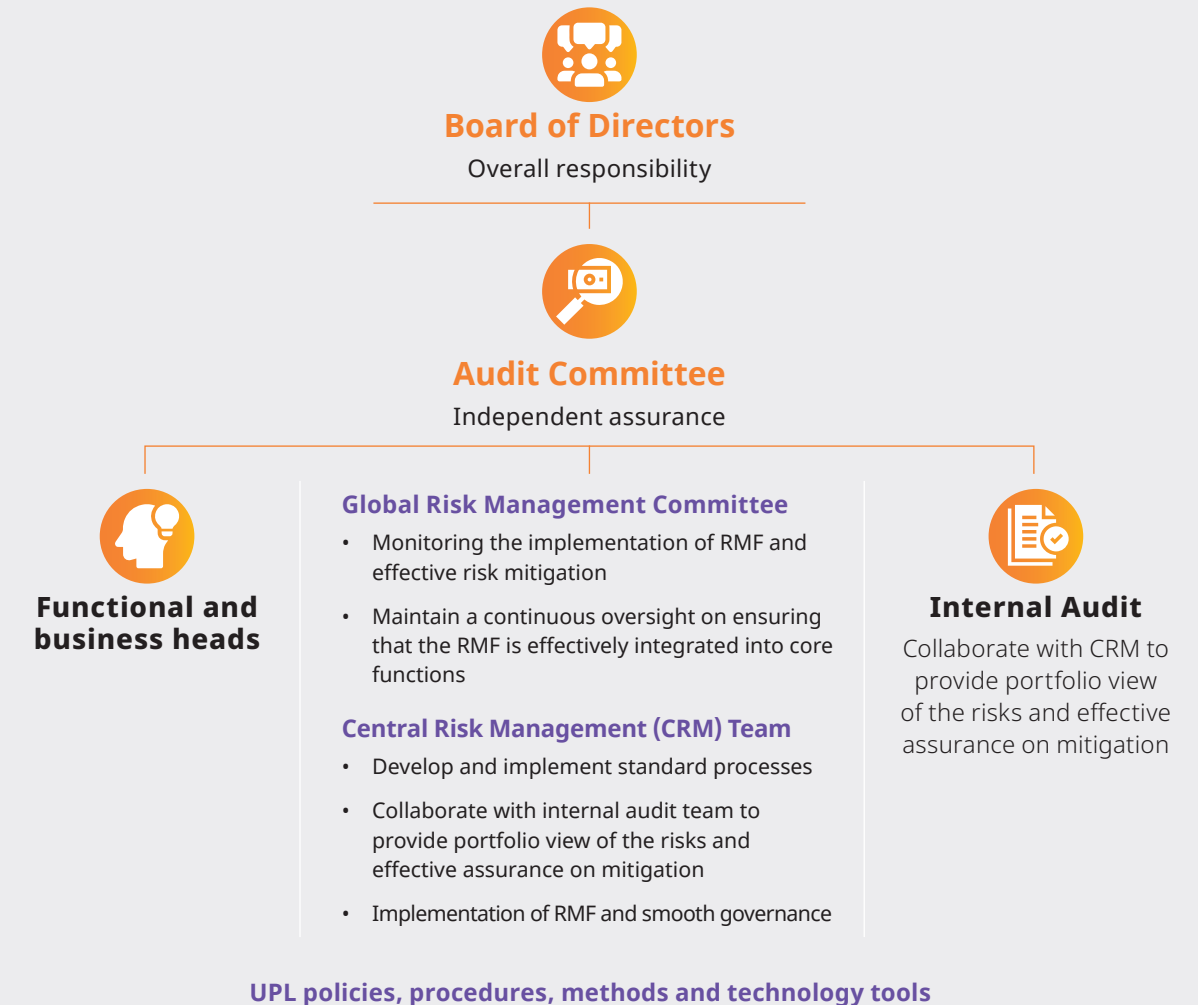 Board of Directors
Overall responsibility
Audit Committee
Independent assurance
Functional and
business heads
Global Risk Management Committee
• Monitoring the implementation of RMF and
effective risk mitigation
• Maintain a continuous oversight on ensuring
that the RMF is effectively integrated into core
functions
Central Risk Management (CRM) Team
• Develop and implement standard processes
• Collaborate with internal audit team to
provide portfolio view of the risks and
effective assurance on mitigation
• Implementation of RMF and smooth governance
Internal Audit
Collaborate with CRM to
provide portfolio view
of the risks and effective
assurance on mitigation
UPL policies, procedures, methods and technology tools